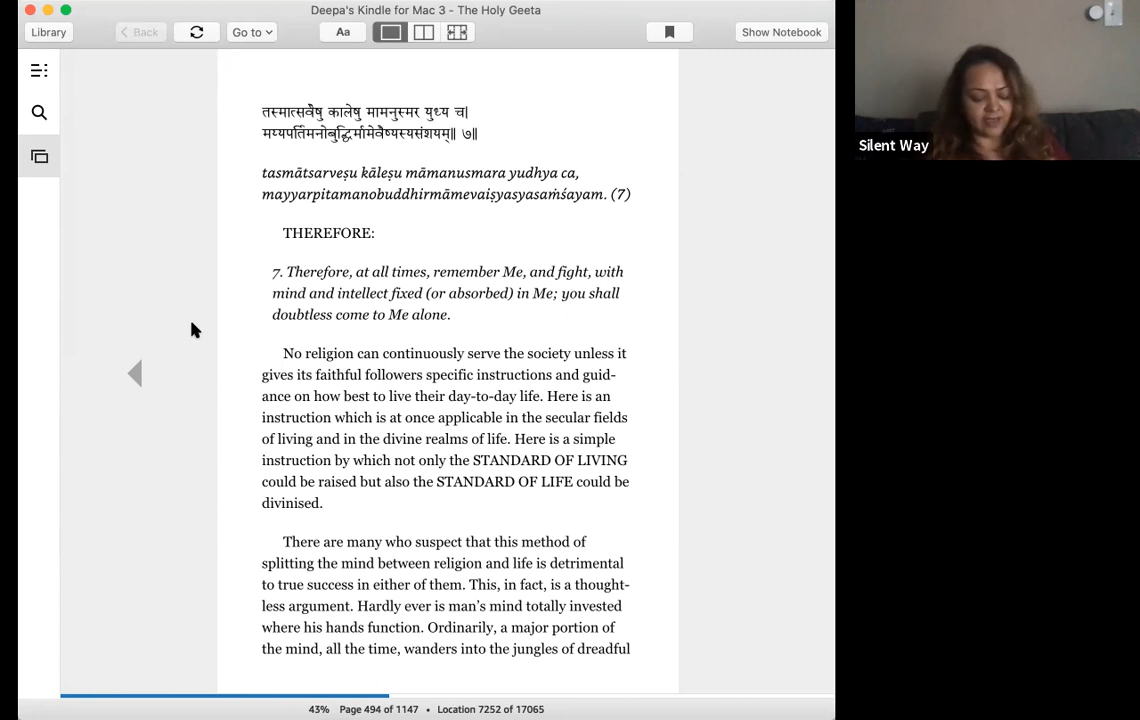 Deepa's Kindle for Mac 3 - The Holy Geeta
Library
Back
Go to
Aa
Show Notebook
तस्मात्सर्वेषु कालेषु मामनुस्मर युध्य च।
मय्यर्पितमनोबुद्धिर्मामेवैष्यस्यसंशयम्॥ ७॥
tasmātsarveṣu kāleṣu māmanusmara yudhya ca,
mayyarpitamanobuddhirmāmevaiṣyasyasaṁśayam. (7)
THEREFORE:
7. Therefore, at all times, remember Me, and fight, with
mind and intellect fixed (or absorbed) in Me; you shall
doubtless come to Me alone.
No religion can continuously serve the society unless it
gives its faithful followers specific instructions and guid-
ance on how best to live their day-to-day life. Here is an
instruction which is at once applicable in the secular fields
of living and in the divine realms of life. Here is a simple
instruction by which not only the STANDARD OF LIVING
could be raised but also the STANDARD OF LIFE could be
divinised.
There are many who suspect that this method of
splitting the mind between religion and life is detrimental
to true success in either of them. This, in fact, is a thought-
less argument. Hardly ever is man’s mind totally invested
where his hands function. Ordinarily, a major portion of
the mind, all the time, wanders into the jungles of dreadful
43% Page 494 of 1147 • Location 7252 of 17065
Silent Way